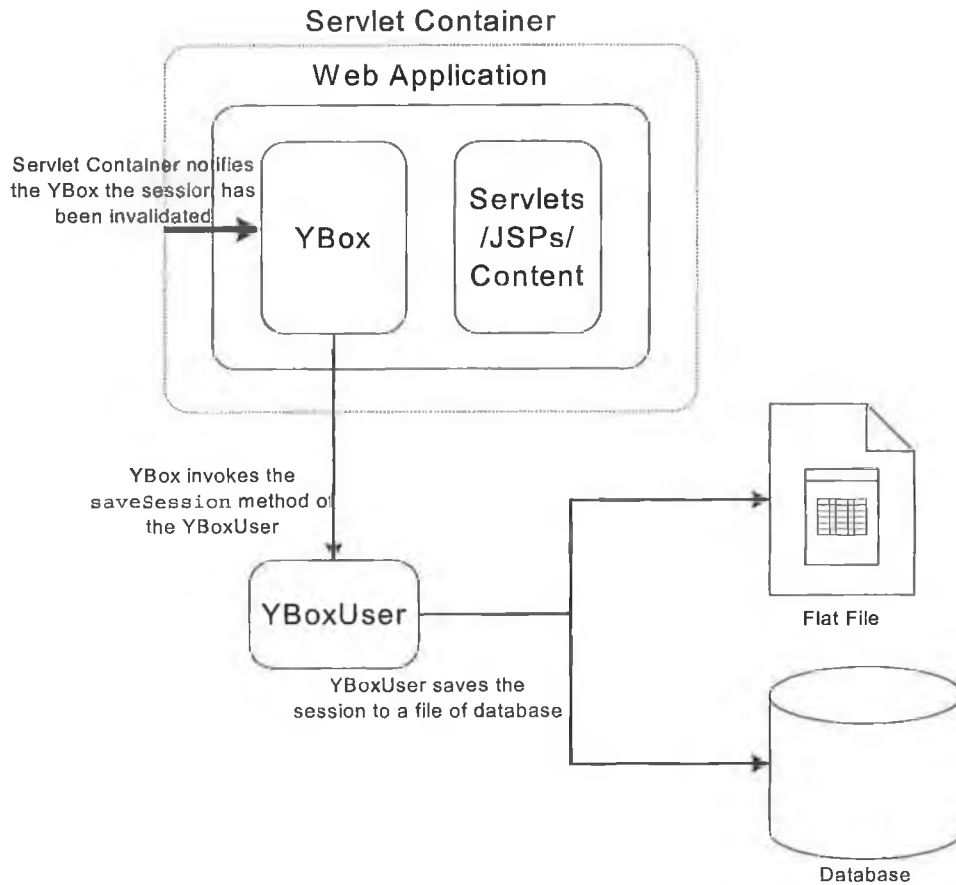 Servlet Container
Web Application
Servlet Container notifies
the YBox the session has
been invalidated
YBox
Servlets
/JSPs/
Content
YBox invokes the
saveSession method of
the YBoxUser
YBoxUser
YBoxUser saves the
session to a file of database
Flat File
Database